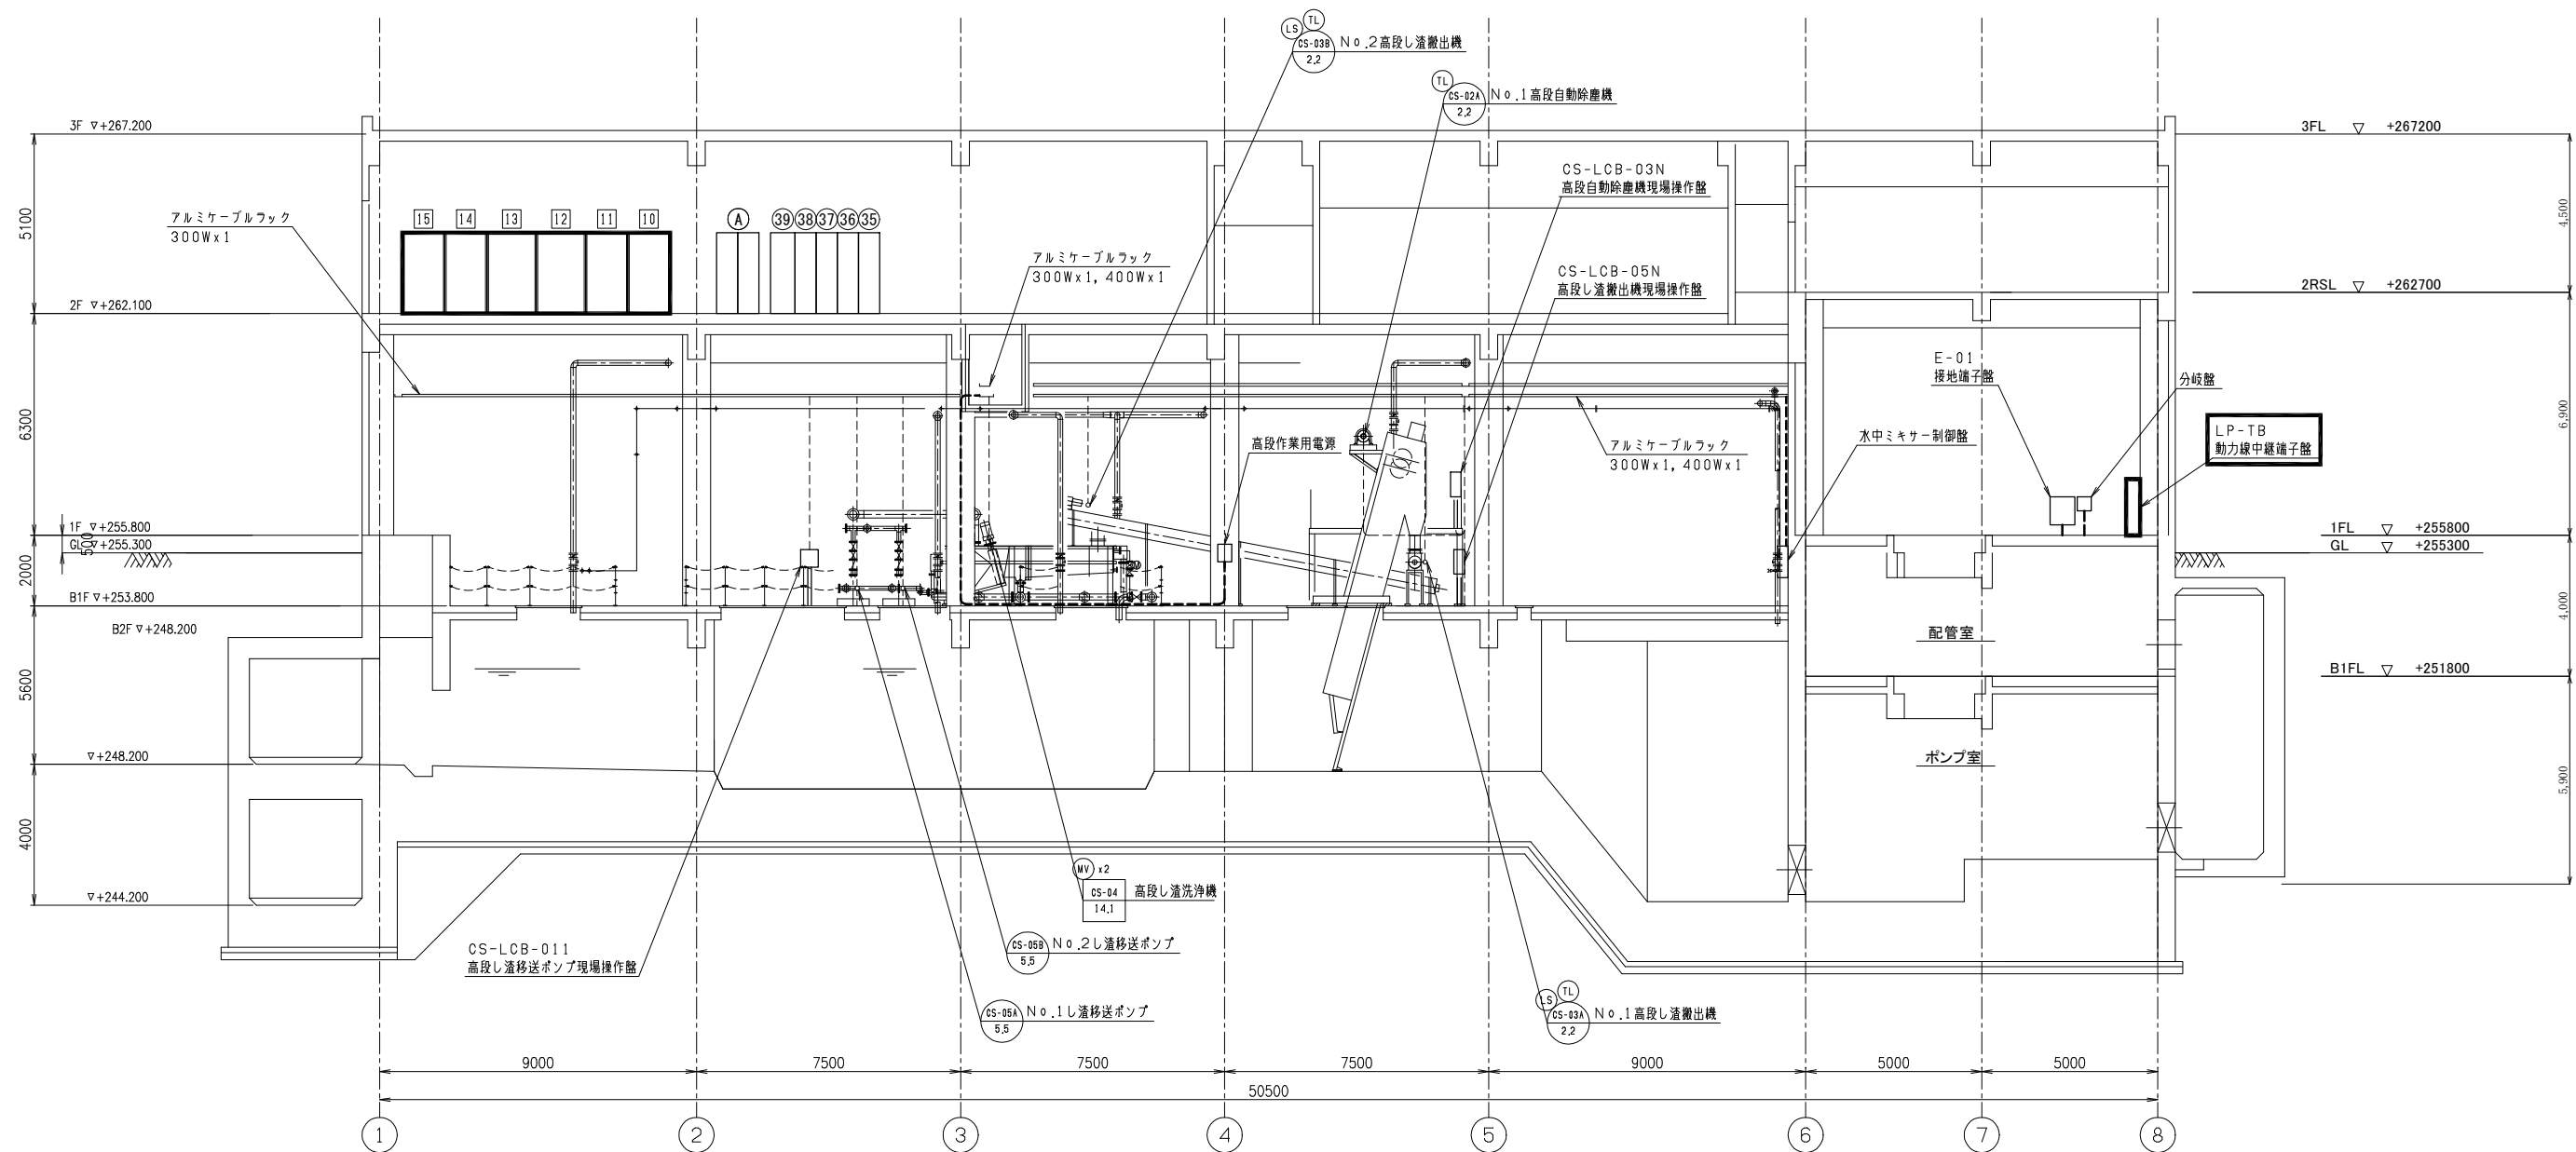 LS TL
CS-03B No.2高段し渣搬出機
2.2
TL
CS-02A No.1高段自動除塵機
2.2
3F ▽+267.200
3FL ▽ +267200
CS-LCB-03N
高段自動除塵機現場操作盤
アルミケーブルラック
300Wx1
15 14 13 12 11 10
A 39 38 37 36 35
5100
4,500
アルミケーブルラック
300Wx1, 400Wx1
CS-LCB-05N
高段し渣搬出機現場操作盤
2F ▽+262.100
2RSL ▽ +262700
E-01
接地端子盤
分岐盤
LP-TB
動力線中継端子盤
6300
6,900
高段作業用電源
アルミケーブルラック
300Wx1, 400Wx1
水中ミキサー制御盤
1F ▽+255.800
500
GL ▽+255.300
1FL ▽ +255800
GL ▽ +255300
2000
B1F ▽+253.800
B2F ▽+248.200
4,000
配管室
B1FL ▽ +251800
5600
▽+248.200
ポンプ室
5,900
4000
▽+244.200
MV x2
CS-04 高段し渣洗浄機
14.1
CS-LCB-011
高段し渣移送ポンプ現場操作盤
CS-05B No.2し渣移送ポンプ
5.5
CS-05A No.1し渣移送ポンプ
5.5
LS TL
CS-03A No.1高段し渣搬出機
2.2
9000 7500 7500 7500 9000 5000 5000
50500
1 2 3 4 5 6 7 8